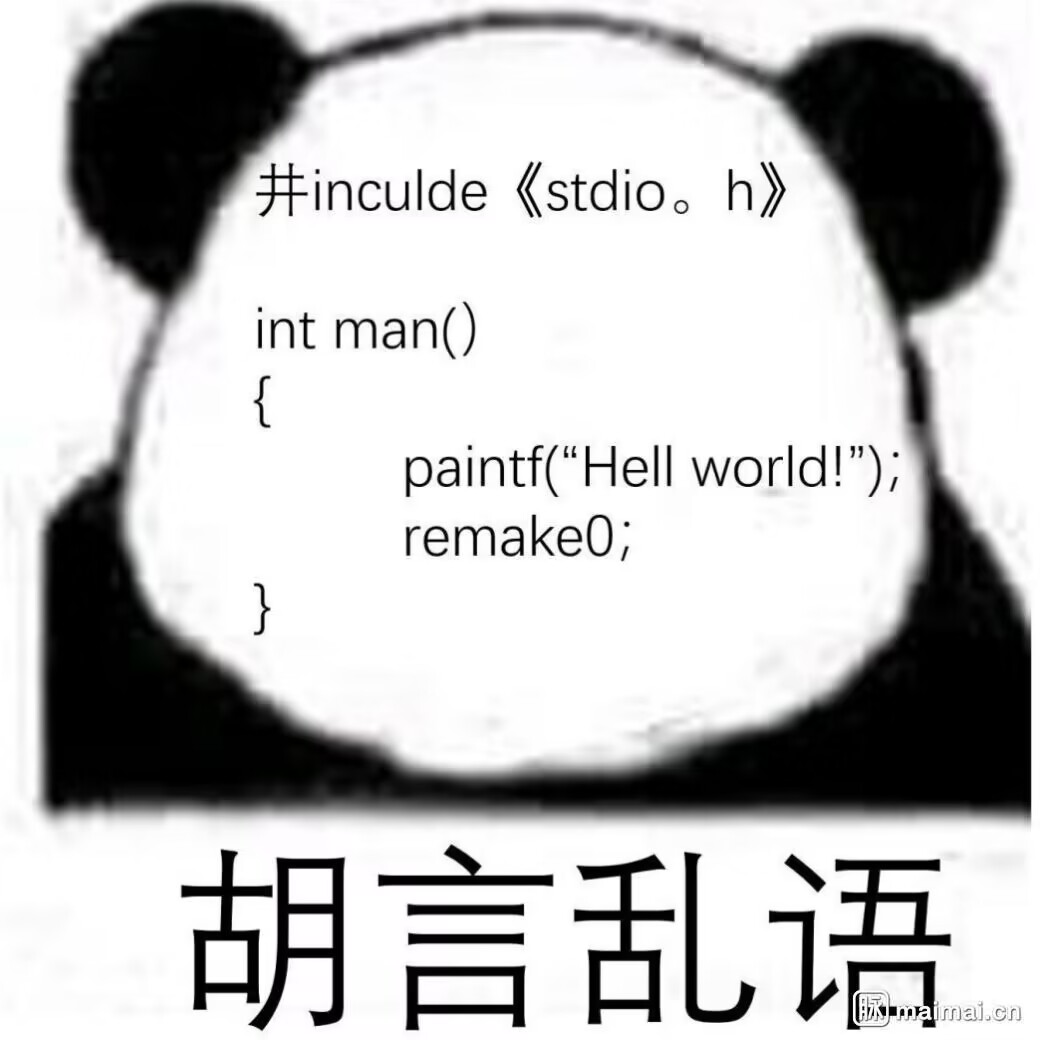 井inculde《stdio。h》
int man()
{
paintf(“Hell world!”);
remake0;
}
胡言乱语
脉 maimai.cn